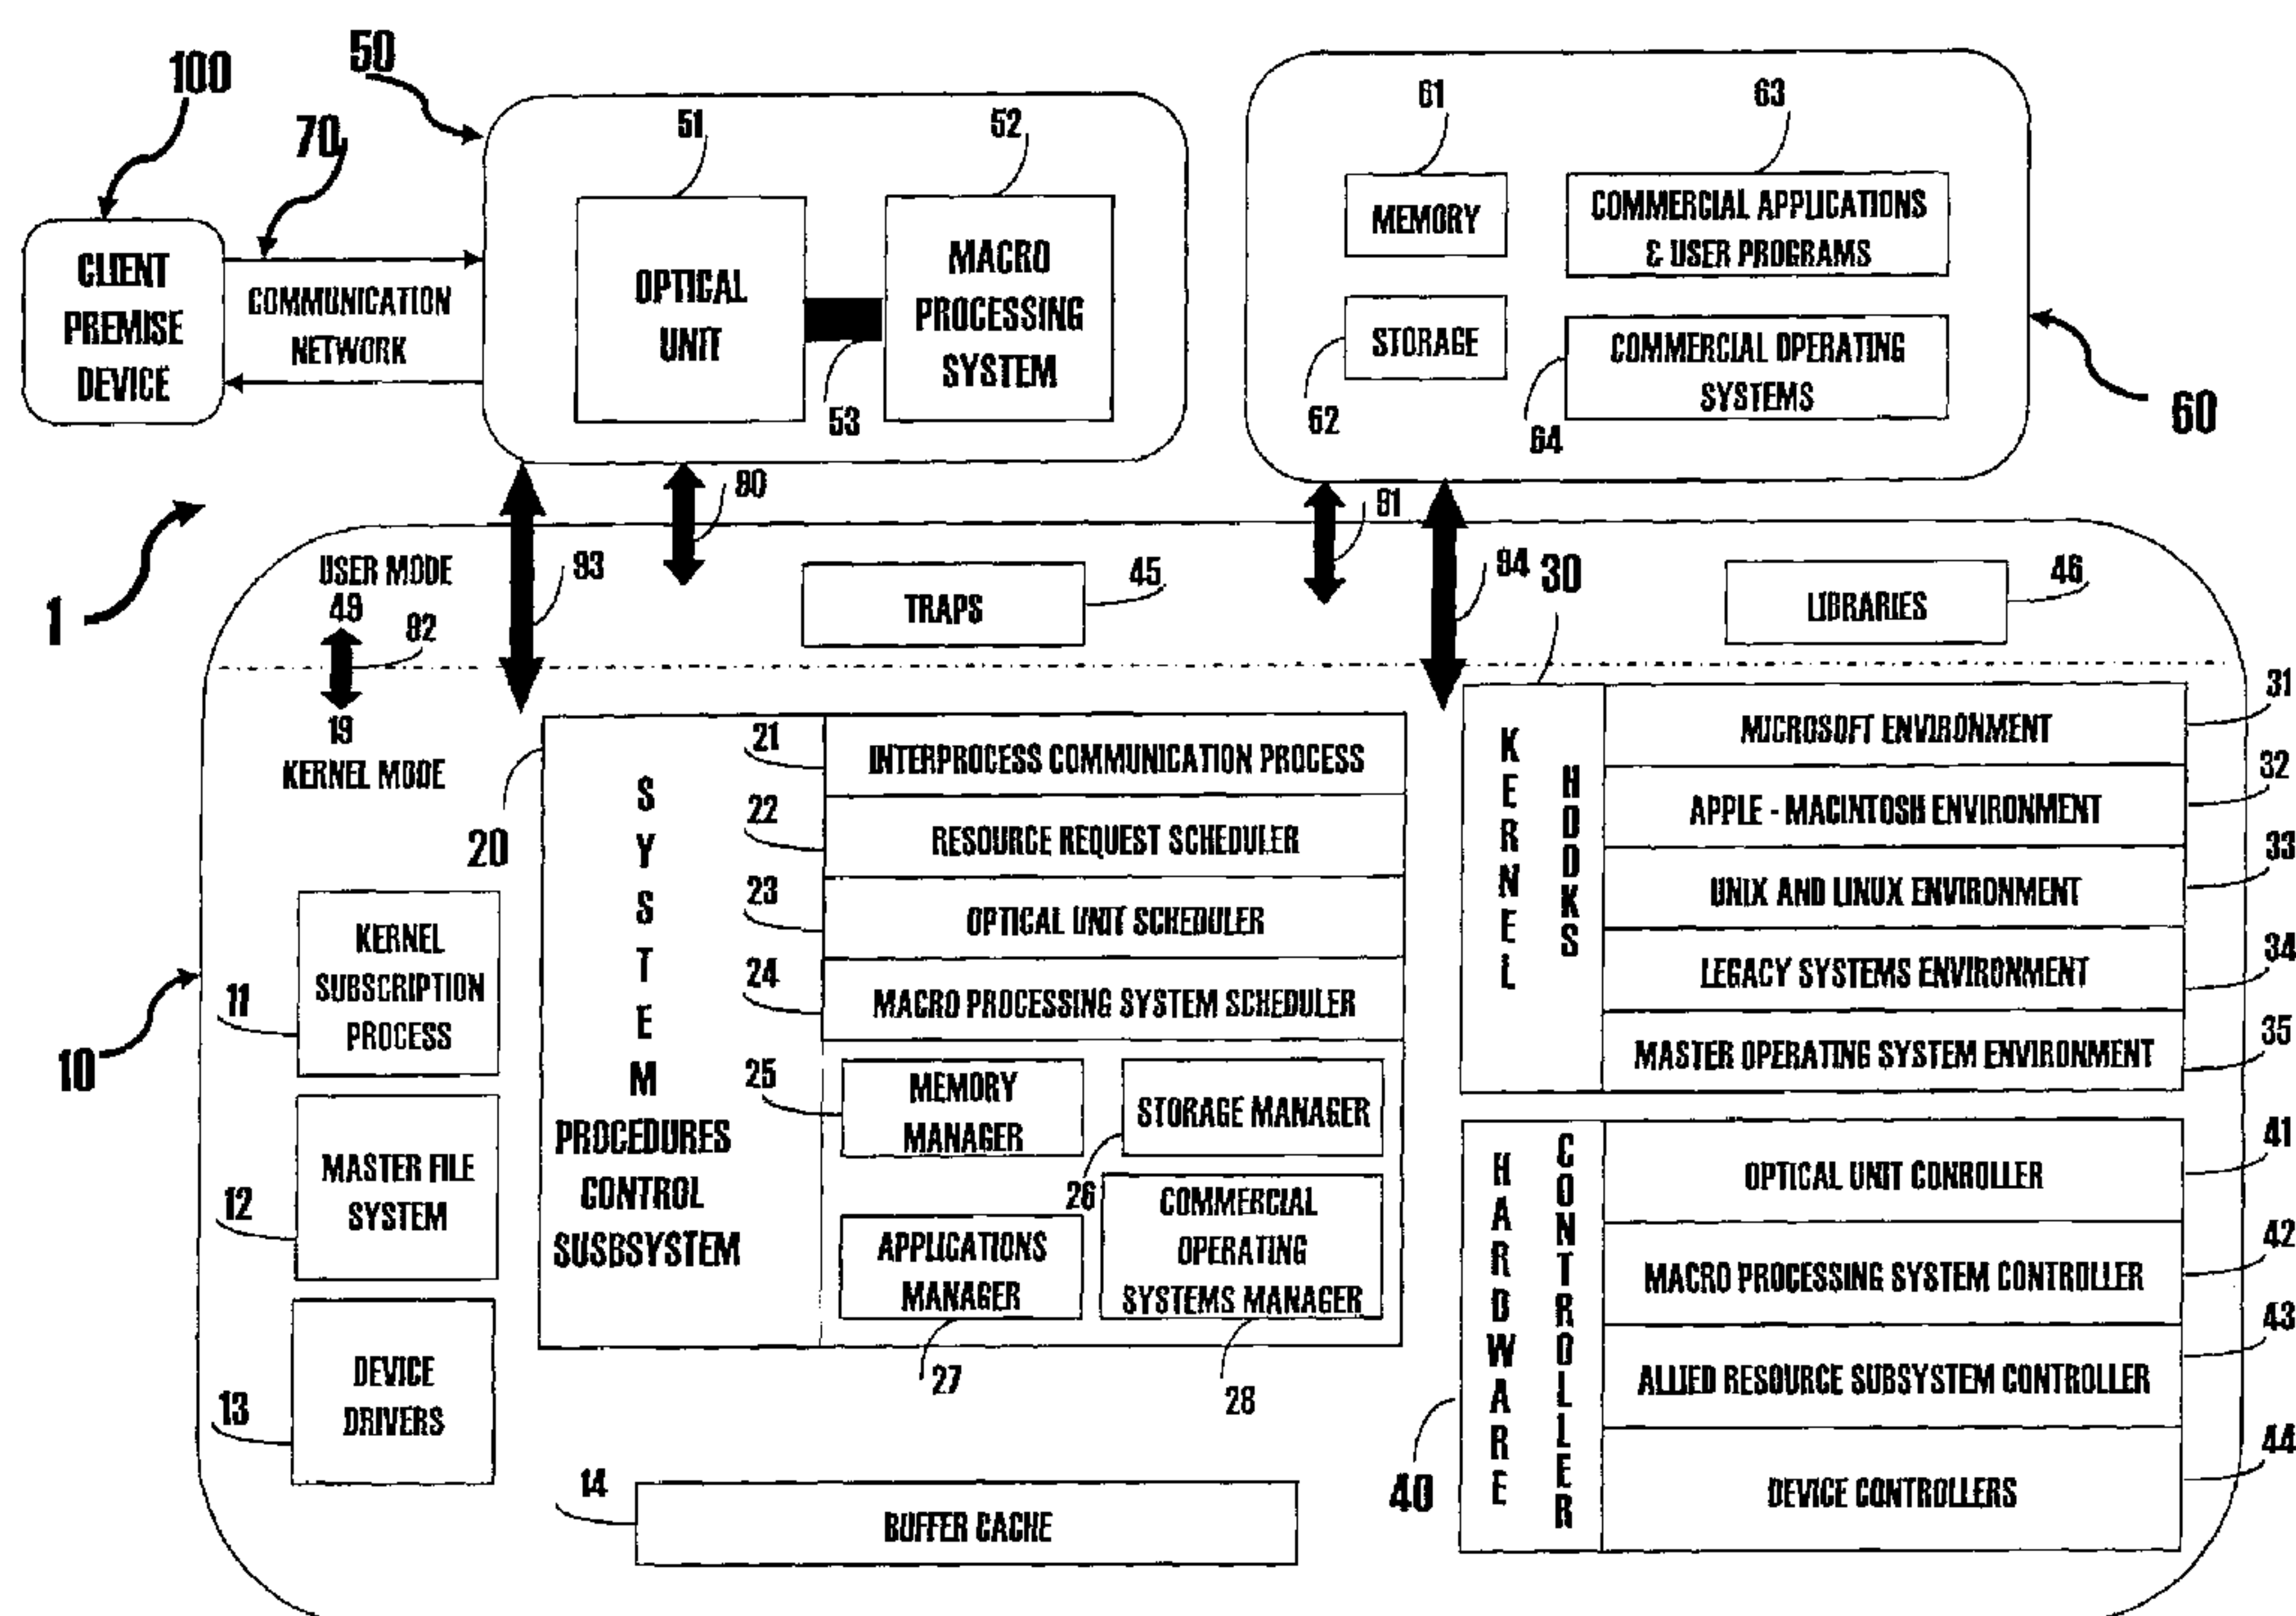 100
50
70
51
52
61
63
CLIENT
PREMISE
DEVICE
COMMUNICATION
NETWORK
OPTICAL
UNIT
MACRO
PROCESSING
SYSTEM
53
MEMORY
STORAGE
62
COMMERCIAL APPLICATIONS
& USER PROGRAMS
COMMERCIAL OPERATING
SYSTEMS
64
60
1
USER MODE
49
92
19
KERNEL MODE
93
90
91
94
TRAPS
45
LIBRARIES
46
10
KERNEL
SUBSCRIPTION
PROCESS
11
MASTER FILE
SYSTEM
12
DEVICE
DRIVERS
13
20
SYSTEM
PROCEDURES
CONTROL
SUSBSYSTEM
21
INTERPROCESS COMMUNICATION PROCESS
22
RESOURCE REQUEST SCHEDULER
23
OPTICAL UNIT SCHEDULER
24
MACRO PROCESSING SYSTEM SCHEDULER
25
MEMORY
MANAGER
STORAGE MANAGER
26
APPLICATIONS
MANAGER
27
COMMERCIAL
OPERATING
SYSTEMS MANAGER
28
14
BUFFER CACHE
30
KERNEL
HOOKS
MICROSOFT ENVIRONMENT
31
APPLE - MACINTOSH ENVIRONMENT
32
UNIX AND LINUX ENVIRONMENT
33
LEGACY SYSTEMS ENVIRONMENT
34
MASTER OPERATING SYSTEM ENVIRONMENT
35
40
HARDWARE
CONTROLLER
OPTICAL UNIT CONROLLER
41
MACRO PROCESSING SYSTEM CONTROLLER
42
ALLIED RESOURCE SUBSYSTEM CONTROLLER
43
DEVICE CONTROLLERS
44